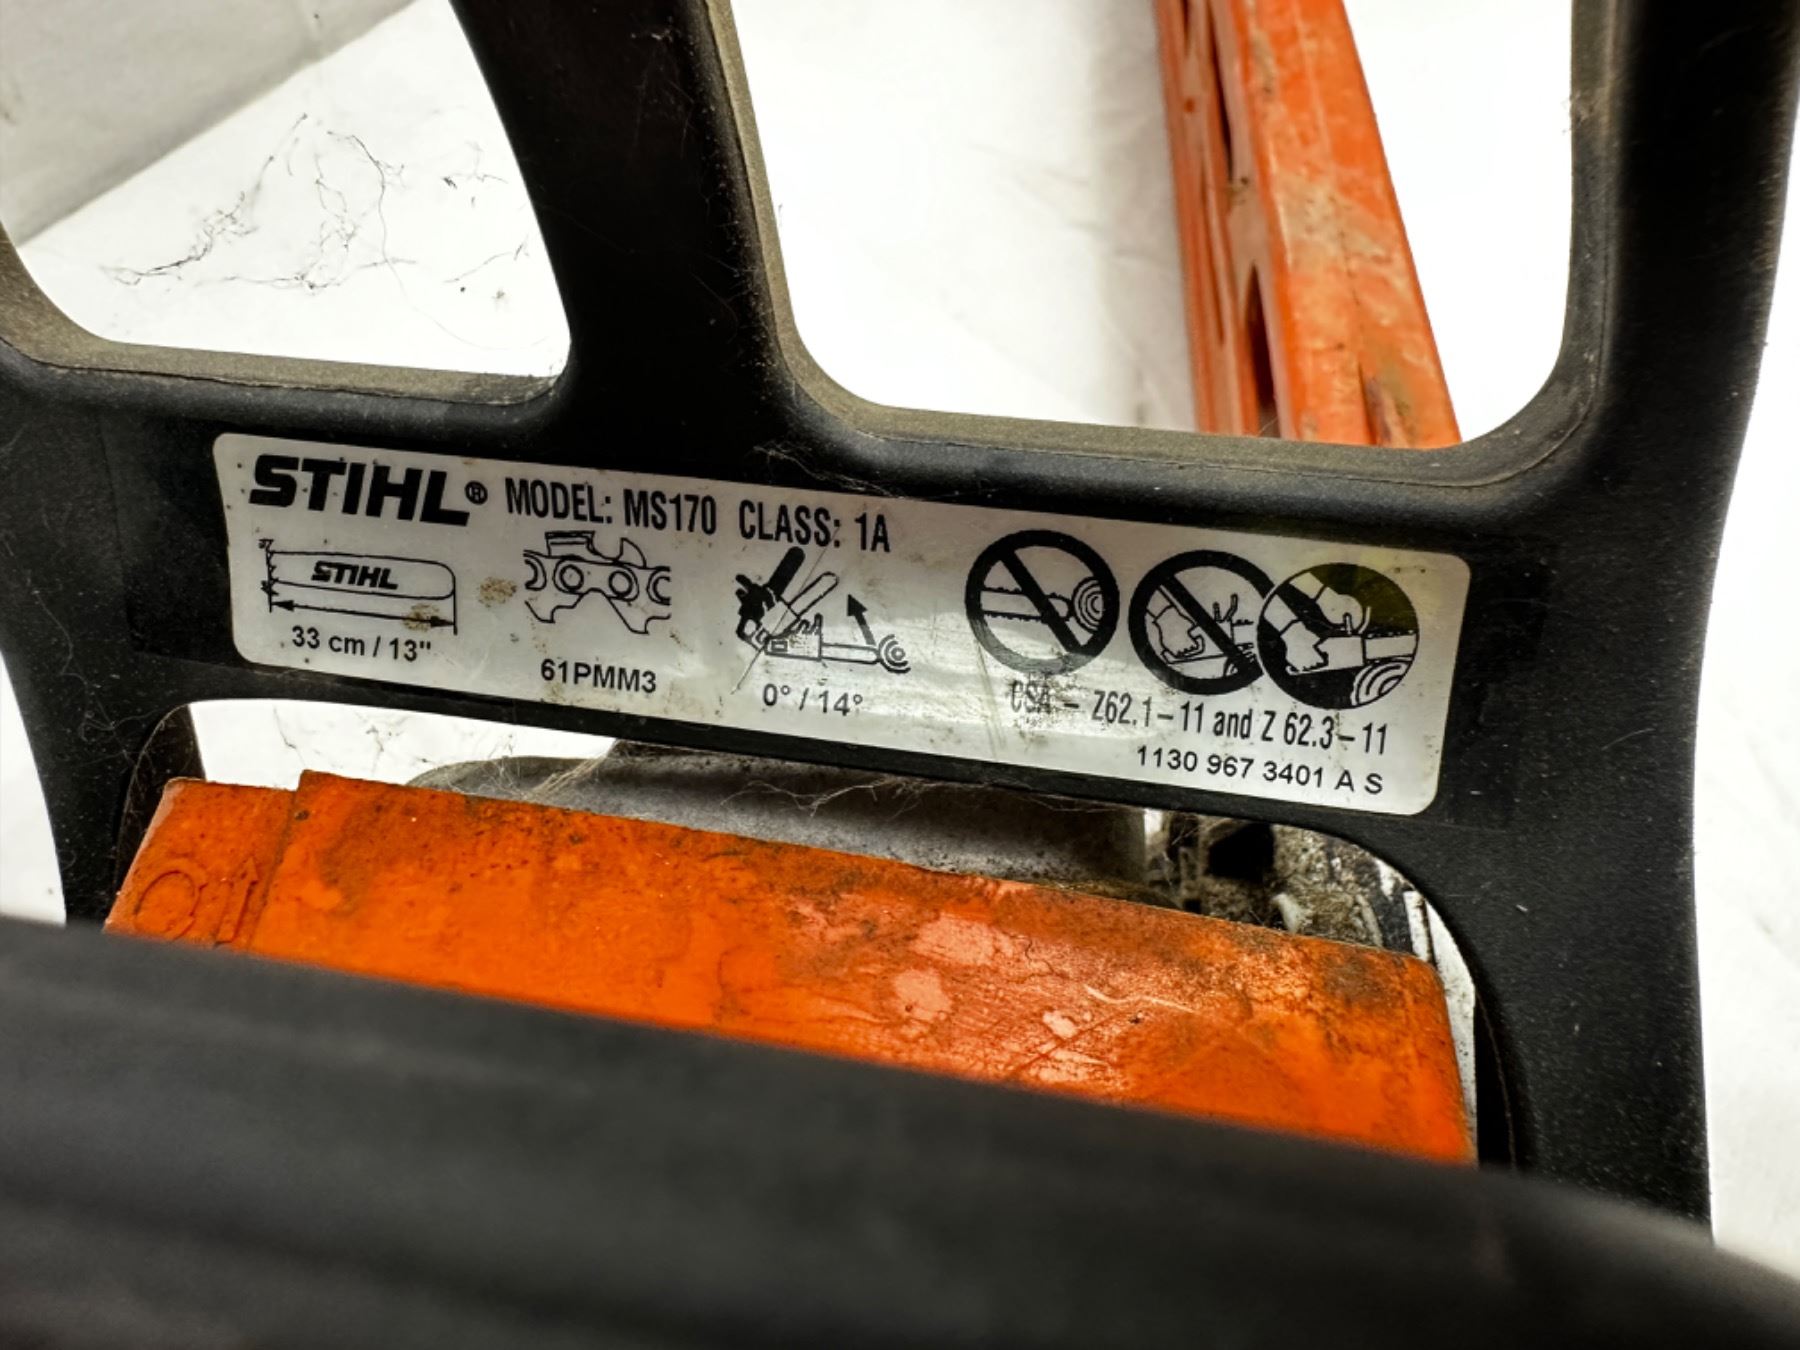 STIHL® MODEL: MS170 CLASS: 1A
STIHL
33 cm / 13"
61PMM3
0° / 14°
CSA – Z62.1–11 and Z 62.3–11
1130 967 3401 A S